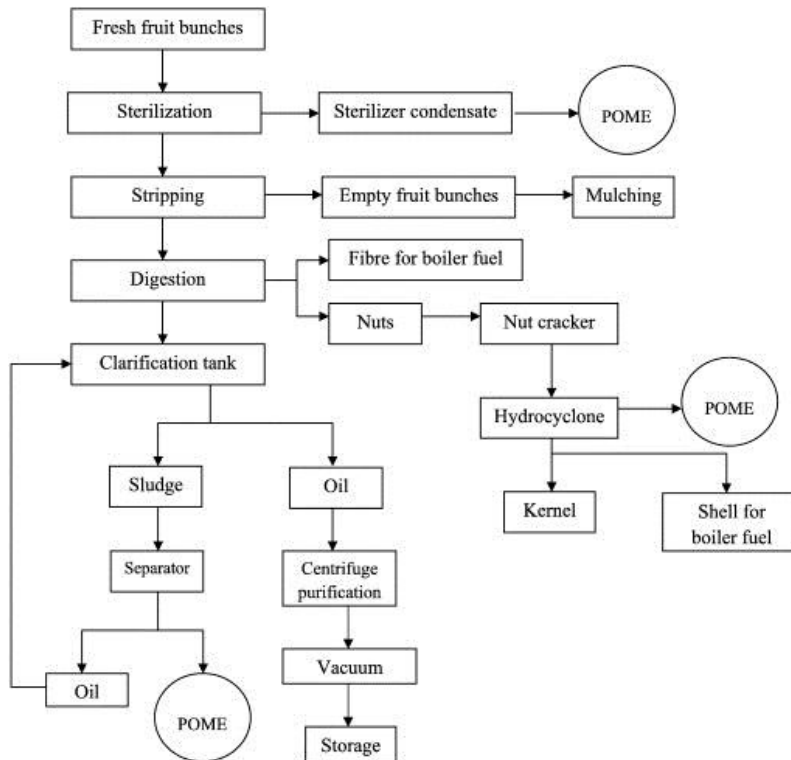 Fresh fruit bunches
Sterilization
Sterilizer condensate
POME
Stripping
Empty fruit bunches
Mulching
Fibre for boiler fuel
Digestion
Nuts
Nut cracker
Clarification tank
Hydrocyclone
POME
Sludge
Oil
Kernel
Shell for
boiler fuel
Separator
Centrifuge
purification
Oil
POME
Vacuum
Storage